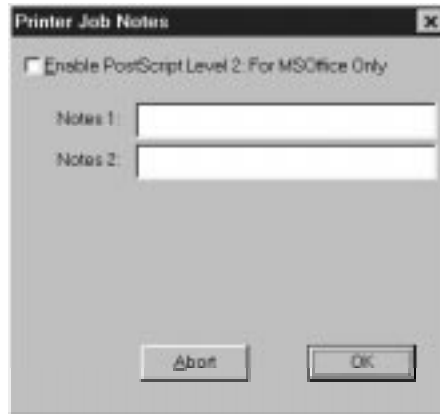 Printer Job Notes
Enable PostScript Level 2: For MSOffice Only
Notes 1:
Notes 2:
Abort
OK